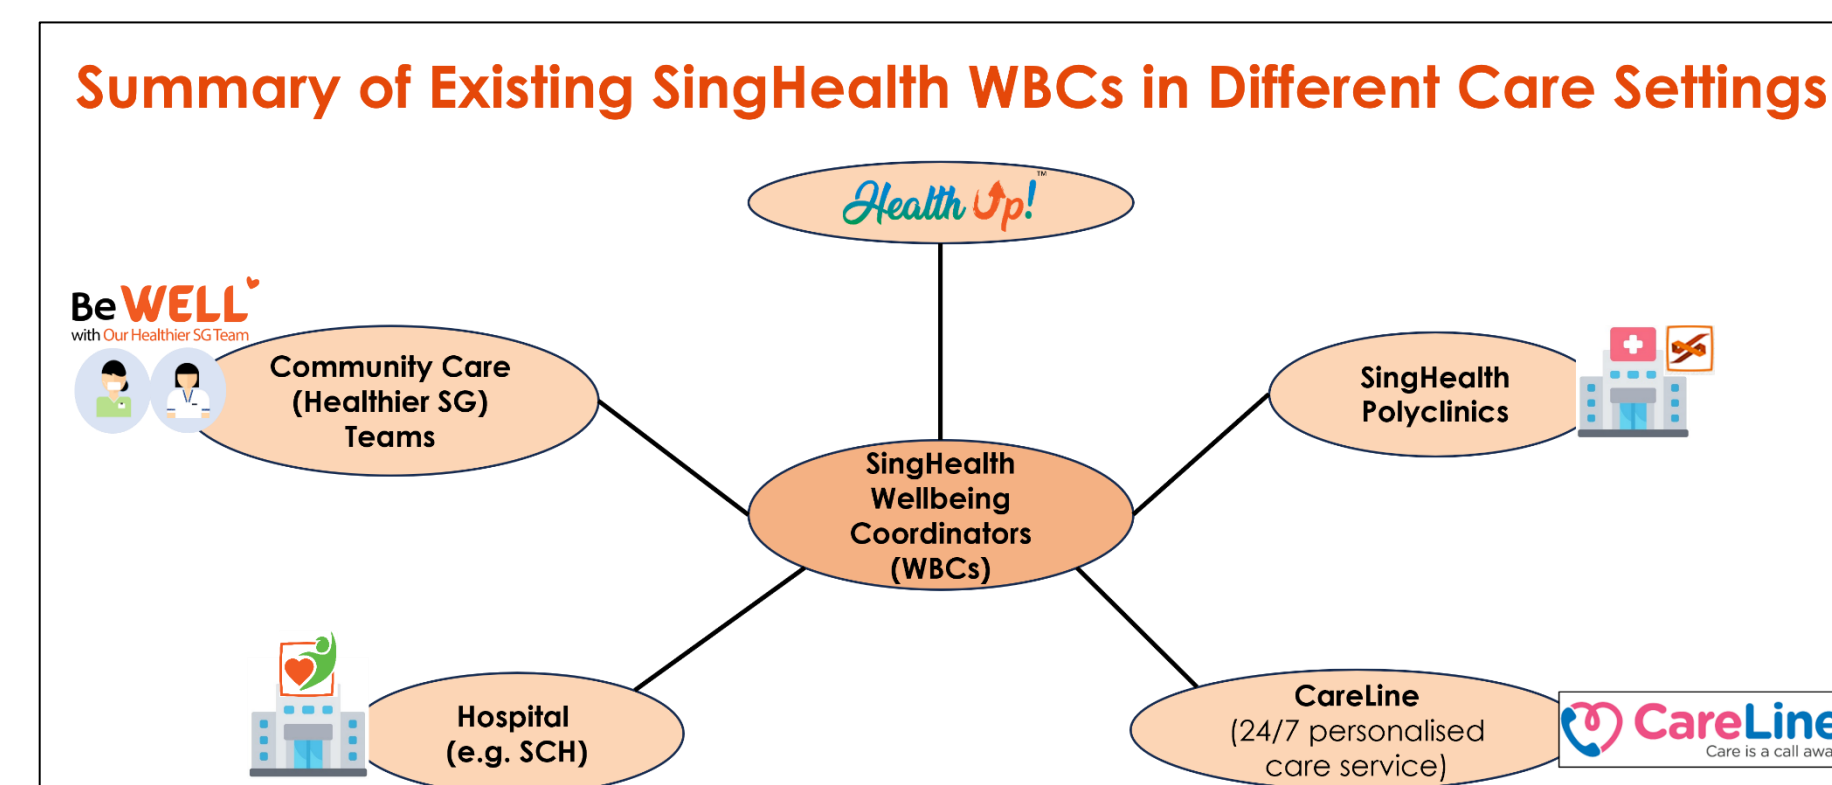 Summary of Existing SingHealth WBCs in Different Care Settings
Health Up!™
Be WELL
with Our Healthier SG Team
Community Care
(Healthier SG)
Teams
SingHealth
Polyclinics
SingHealth
Wellbeing
Coordinators
(WBCs)
Hospital
(e.g. SCH)
CareLine
(24/7 personalised
care service)
CareLine
Care is a call